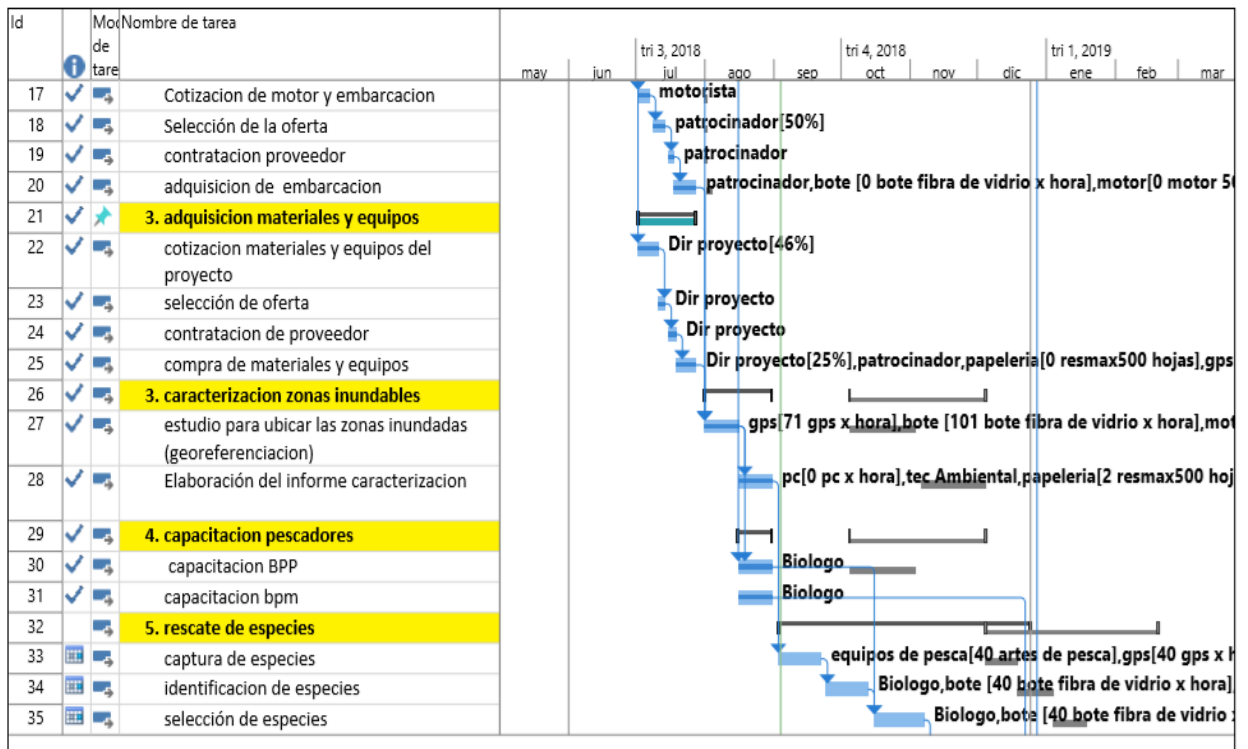 Id
Mod
de
tare
Nombre de tarea
tri 3, 2018
tri 4, 2018
tri 1, 2019
may jun jul ago sep oct nov dic ene feb mar
17 Cotizacion de motor y embarcacion motorista
18 Selección de la oferta patrocinador[50%]
19 contratacion proveedor patrocinador
20 adquisicion de embarcacion patrocinador,bote [0 bote fibra de vidrio x hora],motor[0 motor 50
21 3. adquisicion materiales y equipos
22 cotizacion materiales y equipos del Dir proyecto[46%]
proyecto
23 selección de oferta Dir proyecto
24 contratacion de proveedor Dir proyecto
25 compra de materiales y equipos Dir proyecto[25%],patrocinador,papeleria[0 resmax500 hojas],gps
26 3. caracterizacion zonas inundables
27 estudio para ubicar las zonas inundadas gps[71 gps x hora],bote [101 bote fibra de vidrio x hora],mot
(georeferenciacion)
28 Elaboración del informe caracterizacion pc[0 pc x hora],tec Ambiental,papeleria[2 resmax500 hoj
29 4. capacitacion pescadores
30 capacitacion BPP Biologo
31 capacitacion bpm Biologo
32 5. rescate de especies
33 captura de especies equipos de pesca[40 artes de pesca],gps[40 gps x h
34 identificacion de especies Biologo,bote [40 bote fibra de vidrio x hora],
35 selección de especies Biologo,bote [40 bote fibra de vidrio x